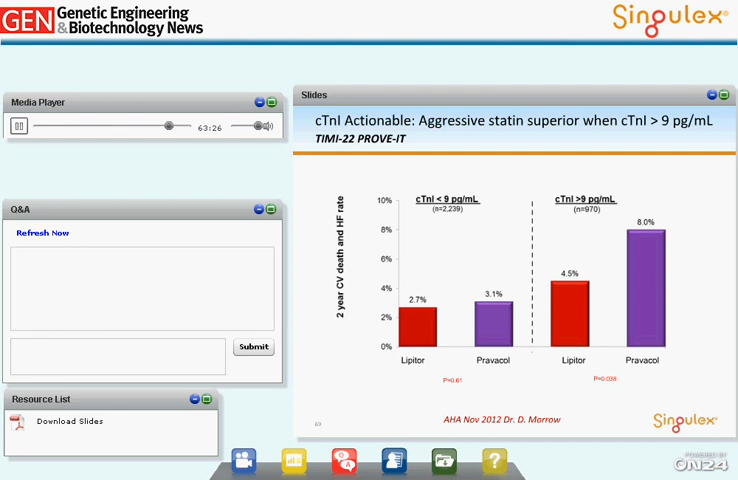 GEN Genetic Engineering
&Biotechnology News
Singulex®
Media Player
63:26
Q&A
Refresh Now
Submit
Resource List
Download Slides
Slides
cTnI Actionable: Aggressive statin superior when cTnI > 9 pg/mL
TIMI-22 PROVE-IT
2 year CV death and HF rate
10%
8%
6%
4%
2%
0%
cTnI < 9 pg/mL
(n=2,239)
cTnI >9 pg/mL
(n=970)
2.7%
3.1%
4.5%
8.0%
Lipitor
Pravacol
Lipitor
Pravacol
P=0.61
P=0.038
AHA Nov 2012 Dr. D. Morrow
Singulex®
Q
A
?
POWERED BY
ON24